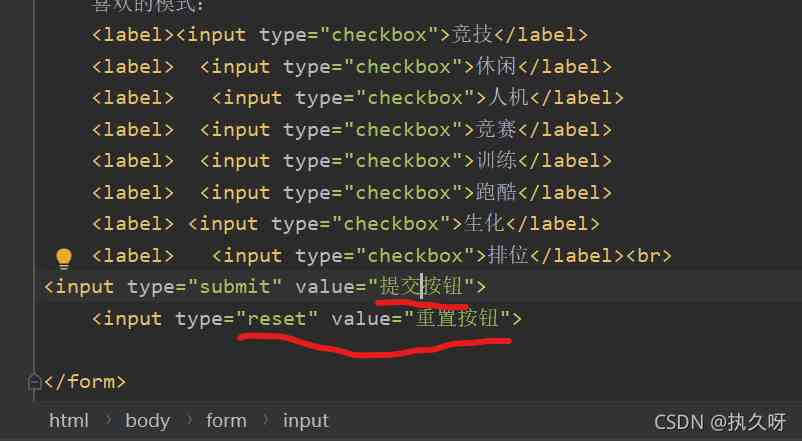 喜欢的模式：
<label><input type="checkbox">竞技</label>
<label>  <input type="checkbox">休闲</label>
<label>   <input type="checkbox">人机</label>
<label>  <input type="checkbox">竞赛</label>
<label>  <input type="checkbox">训练</label>
<label>  <input type="checkbox">跑酷</label>
<label> <input type="checkbox">生化</label>
<label>   <input type="checkbox">排位</label><br>
<input type="submit" value="提交按钮">
<input type="reset" value="重置按钮">
</form>
html > body > form > input
CSDN @执久呀